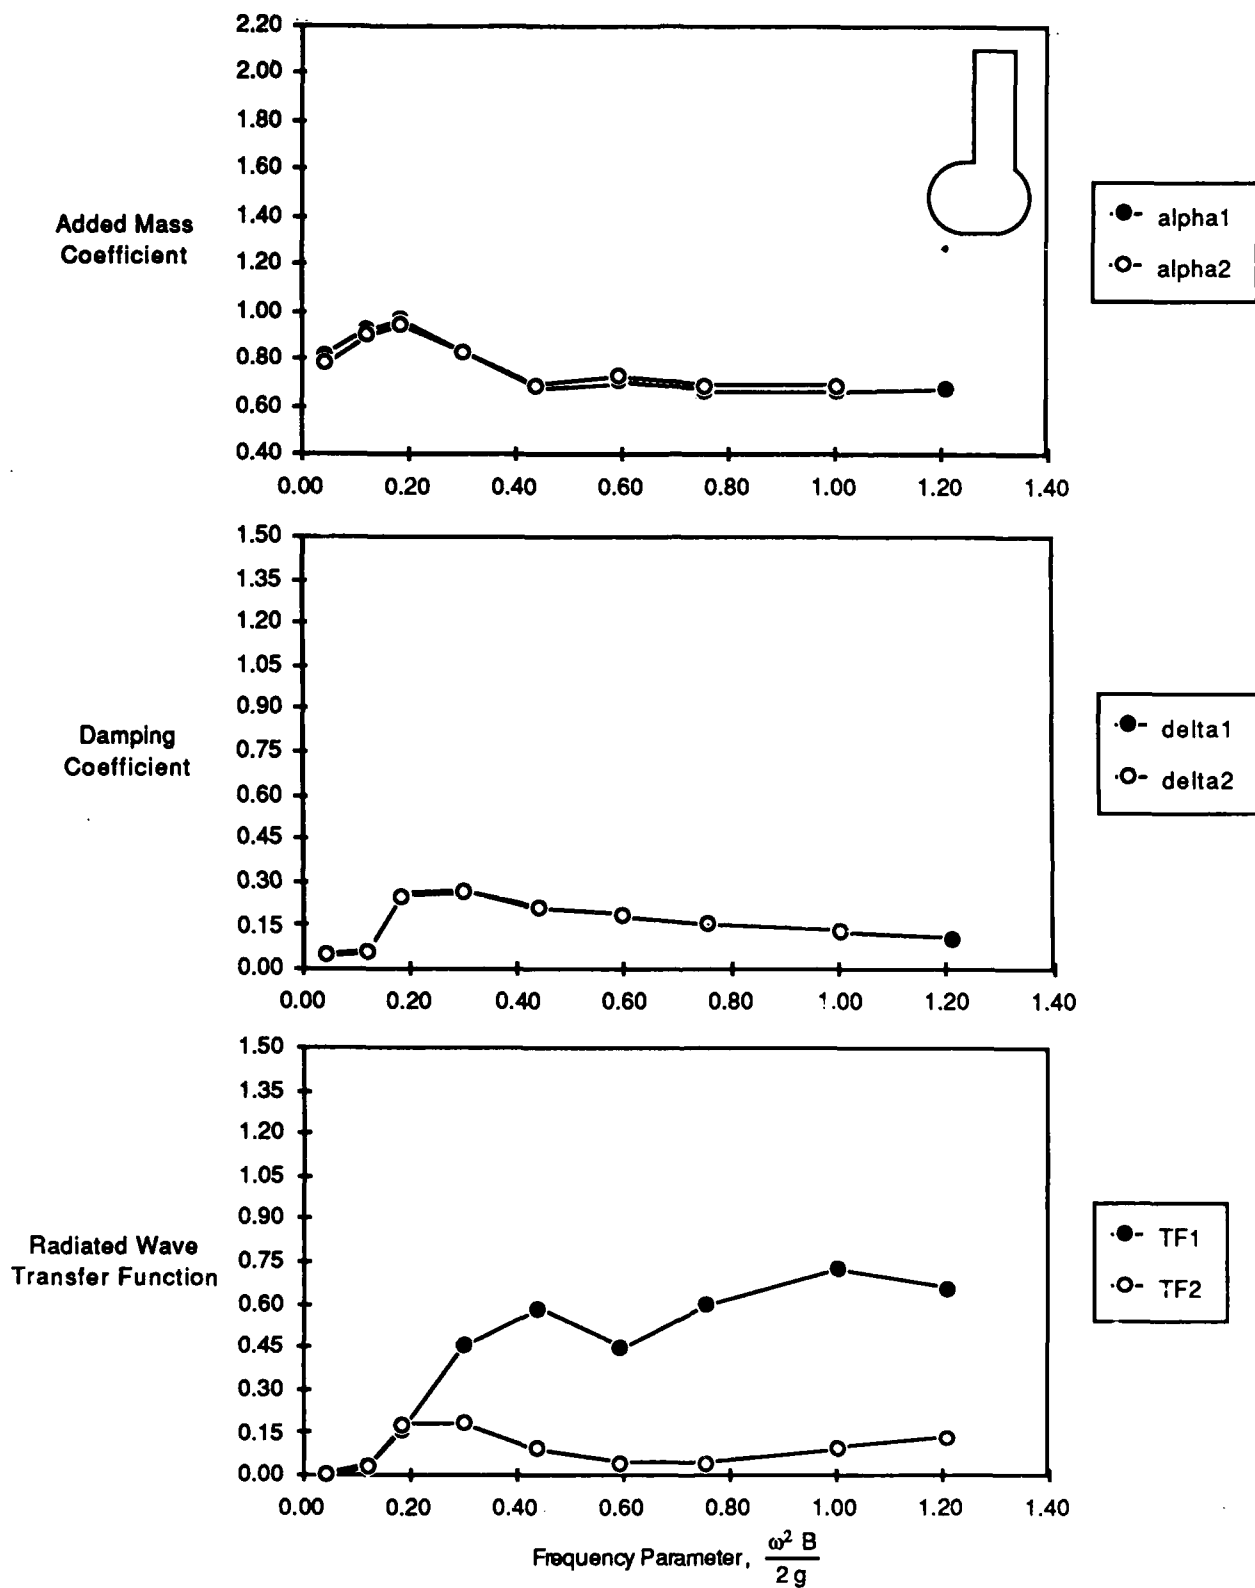 2.20
2.00
1.80
1.60
1.40
1.20
1.00
0.80
0.60
0.40
Added Mass
Coefficient
0.00 0.20 0.40 0.60 0.80 1.00 1.20 1.40
alpha1
alpha2
1.50
1.35
1.20
1.05
0.90
0.75
0.60
0.45
0.30
0.15
0.00
Damping
Coefficient
0.00 0.20 0.40 0.60 0.80 1.00 1.20 1.40
delta1
delta2
1.50
1.35
1.20
1.05
0.90
0.75
0.60
0.45
0.30
0.15
0.00
Radiated Wave
Transfer Function
0.00 0.20 0.40 0.60 0.80 1.00 1.20 1.40
TF1
TF2
Frequency Parameter, ω² B
2 g